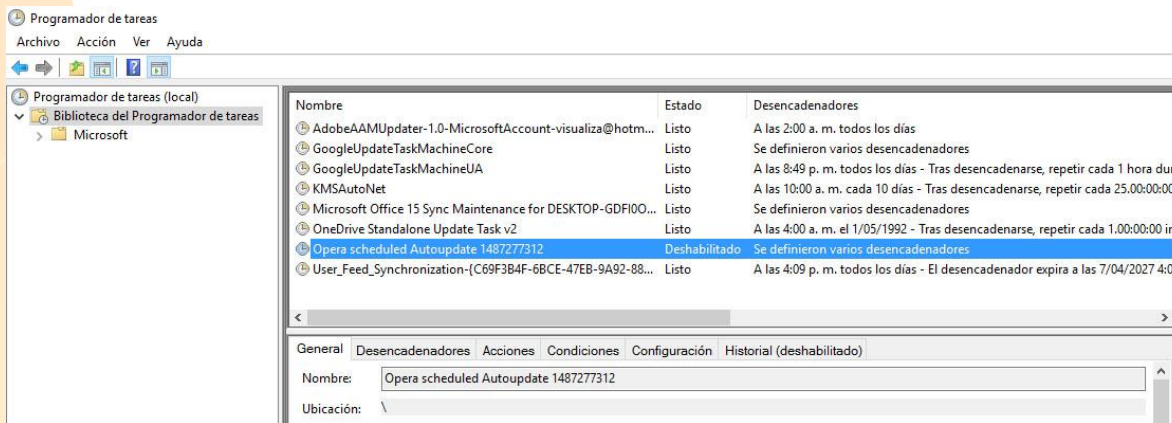 Programador de tareas
Archivo Acción Ver Ayuda
Programador de tareas (local)
Biblioteca del Programador de tareas
Microsoft
Nombre Estado Desencadenadores
AdobeAAMUpdater-1.0-MicrosoftAccount-visualiza@hotm... Listo A las 2:00 a. m. todos los días
GoogleUpdateTaskMachineCore Listo Se definieron varios desencadenadores
GoogleUpdateTaskMachineUA Listo A las 8:49 p. m. todos los días - Tras desencadenarse, repetir cada 1 hora dur
KMSAutoNet Listo A las 10:00 a. m. cada 10 días - Tras desencadenarse, repetir cada 25.00:00:00
Microsoft Office 15 Sync Maintenance for DESKTOP-GDFI0O... Listo Se definieron varios desencadenadores
OneDrive Standalone Update Task v2 Listo A las 4:00 a. m. el 1/05/1992 - Tras desencadenarse, repetir cada 1.00:00:00 in
Opera scheduled Autoupdate 1487277312 Deshabilitado Se definieron varios desencadenadores
User_Feed_Synchronization-{C69F3B4F-6BCE-47EB-9A92-88... Listo A las 4:09 p. m. todos los días - El desencadenador expira a las 7/04/2027 4:0
General Desencadenadores Acciones Condiciones Configuración Historial (deshabilitado)
Nombre: Opera scheduled Autoupdate 1487277312
Ubicación: \